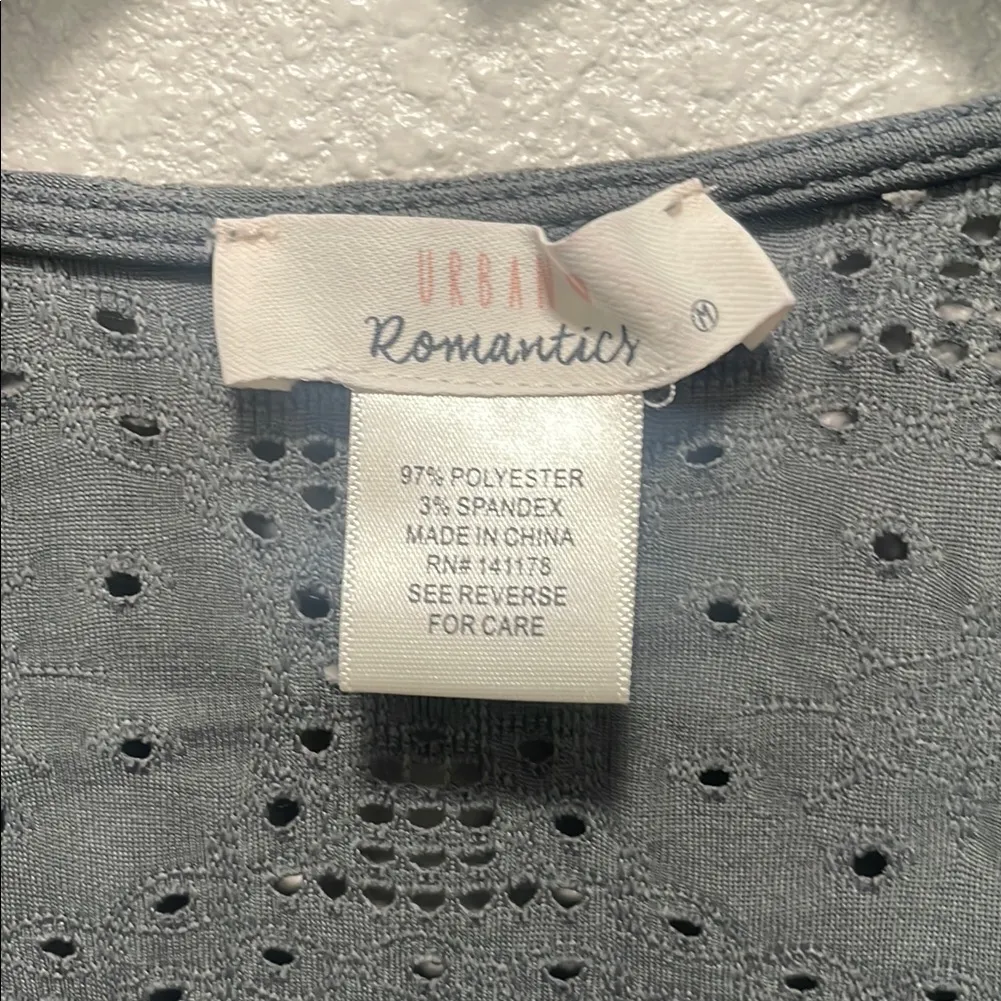 URBAN
Romantics
M
97% POLYESTER
3% SPANDEX
MADE IN CHINA
RN# 141178
SEE REVERSE
FOR CARE